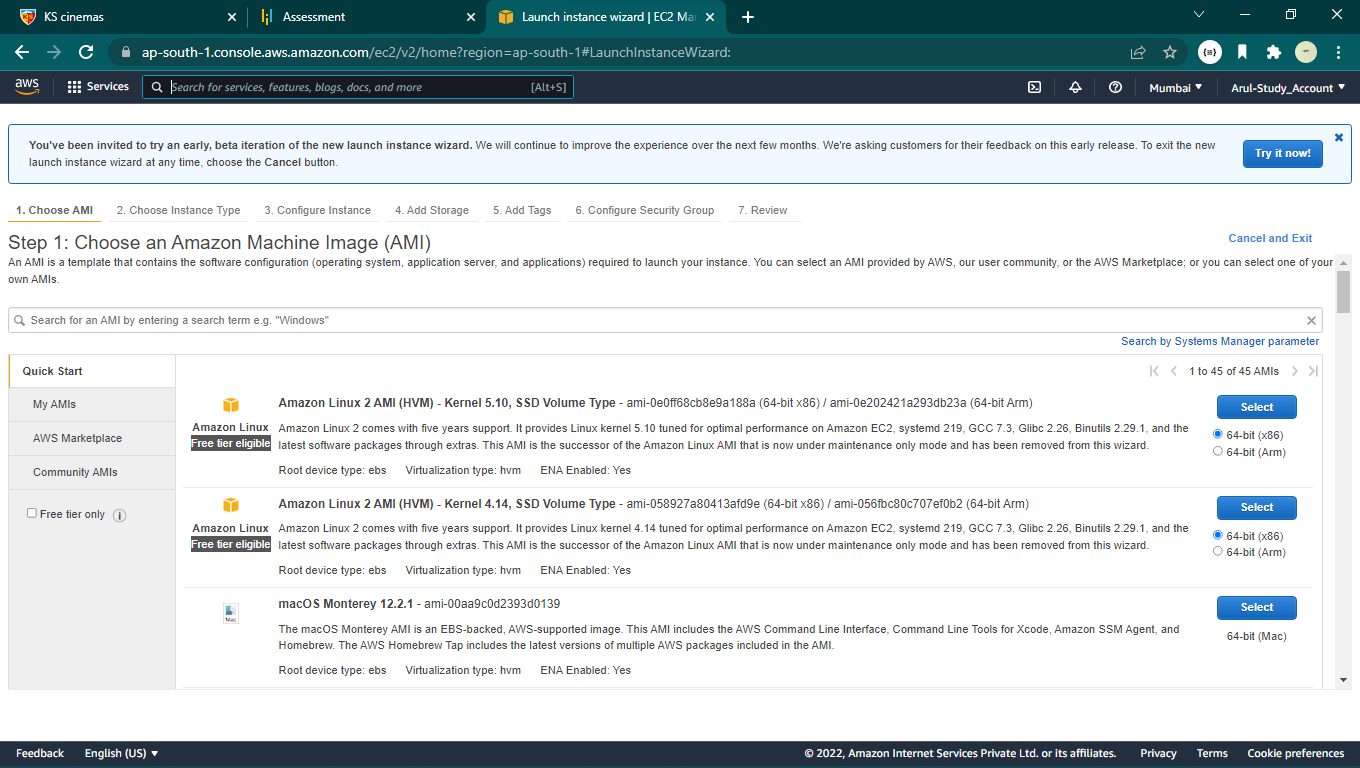 KS cinemas
Assessment
Launch instance wizard | EC2 Ma
ap-south-1.console.aws.amazon.com/ec2/v2/home?region=ap-south-1#LaunchInstanceWizard:
aws
Services
Search for services, features, blogs, docs, and more
[Alt+S]
Mumbai
Arul-Study_Account
You've been invited to try an early, beta iteration of the new launch instance wizard. We will continue to improve the experience over the next few months. We're asking customers for their feedback on this early release. To exit the new
launch instance wizard at any time, choose the Cancel button.
Try it now!
1. Choose AMI
2. Choose Instance Type
3. Configure Instance
4. Add Storage
5. Add Tags
6. Configure Security Group
7. Review
Step 1: Choose an Amazon Machine Image (AMI)
Cancel and Exit
An AMI is a template that contains the software configuration (operating system, application server, and applications) required to launch your instance. You can select an AMI provided by AWS, our user community, or the AWS Marketplace; or you can select one of your
own AMIs.
Search for an AMI by entering a search term e.g. "Windows"
Search by Systems Manager parameter
Quick Start
My AMIs
AWS Marketplace
Community AMIs
Free tier only
1 to 45 of 45 AMIs
Amazon Linux
Free tier eligible
Amazon Linux 2 AMI (HVM) - Kernel 5.10, SSD Volume Type - ami-0e0ff68cb8e9a188a (64-bit x86) / ami-0e202421a293db23a (64-bit Arm)
Amazon Linux 2 comes with five years support. It provides Linux kernel 5.10 tuned for optimal performance on Amazon EC2, systemd 219, GCC 7.3, Glibc 2.26, Binutils 2.29.1, and the
latest software packages through extras. This AMI is the successor of the Amazon Linux AMI that is now under maintenance only mode and has been removed from this wizard.
Root device type: ebs Virtualization type: hvm ENA Enabled: Yes
Select
64-bit (x86)
64-bit (Arm)
Amazon Linux
Free tier eligible
Amazon Linux 2 AMI (HVM) - Kernel 4.14, SSD Volume Type - ami-058927a80413afd9e (64-bit x86) / ami-056fbc80c707ef0b2 (64-bit Arm)
Amazon Linux 2 comes with five years support. It provides Linux kernel 4.14 tuned for optimal performance on Amazon EC2, systemd 219, GCC 7.3, Glibc 2.26, Binutils 2.29.1, and the
latest software packages through extras. This AMI is the successor of the Amazon Linux AMI that is now under maintenance only mode and has been removed from this wizard.
Root device type: ebs Virtualization type: hvm ENA Enabled: Yes
Select
64-bit (x86)
64-bit (Arm)
Mac
macOS Monterey 12.2.1 - ami-00aa9c0d2393d0139
The macOS Monterey AMI is an EBS-backed, AWS-supported image. This AMI includes the AWS Command Line Interface, Command Line Tools for Xcode, Amazon SSM Agent, and
Homebrew. The AWS Homebrew Tap includes the latest versions of multiple AWS packages included in the AMI.
Root device type: ebs Virtualization type: hvm ENA Enabled: Yes
Select
64-bit (Mac)
Feedback
English (US)
© 2022, Amazon Internet Services Private Ltd. or its affiliates.
Privacy
Terms
Cookie preferences